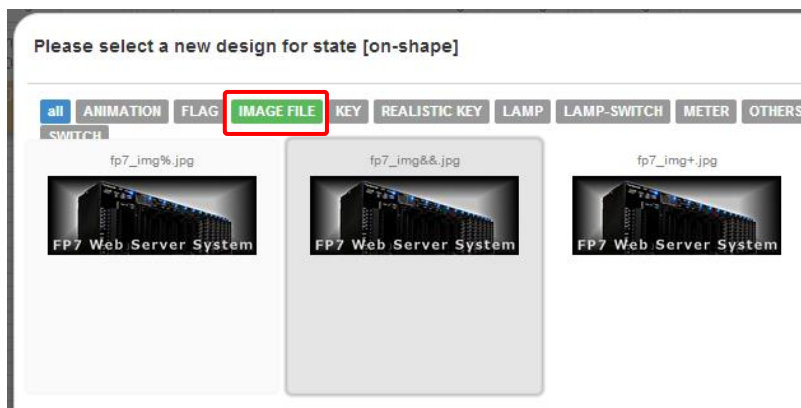 Please select a new design for state [on-shape]
all ANIMATION FLAG IMAGE FILE KEY REALISTIC KEY LAMP LAMP-SWITCH METER OTHERS
SWITCH
fp7_img%.jpg fp7_img&&.jpg fp7_img+.jpg
FP7 Web Server System FP7 Web Server System FP7 Web Server System